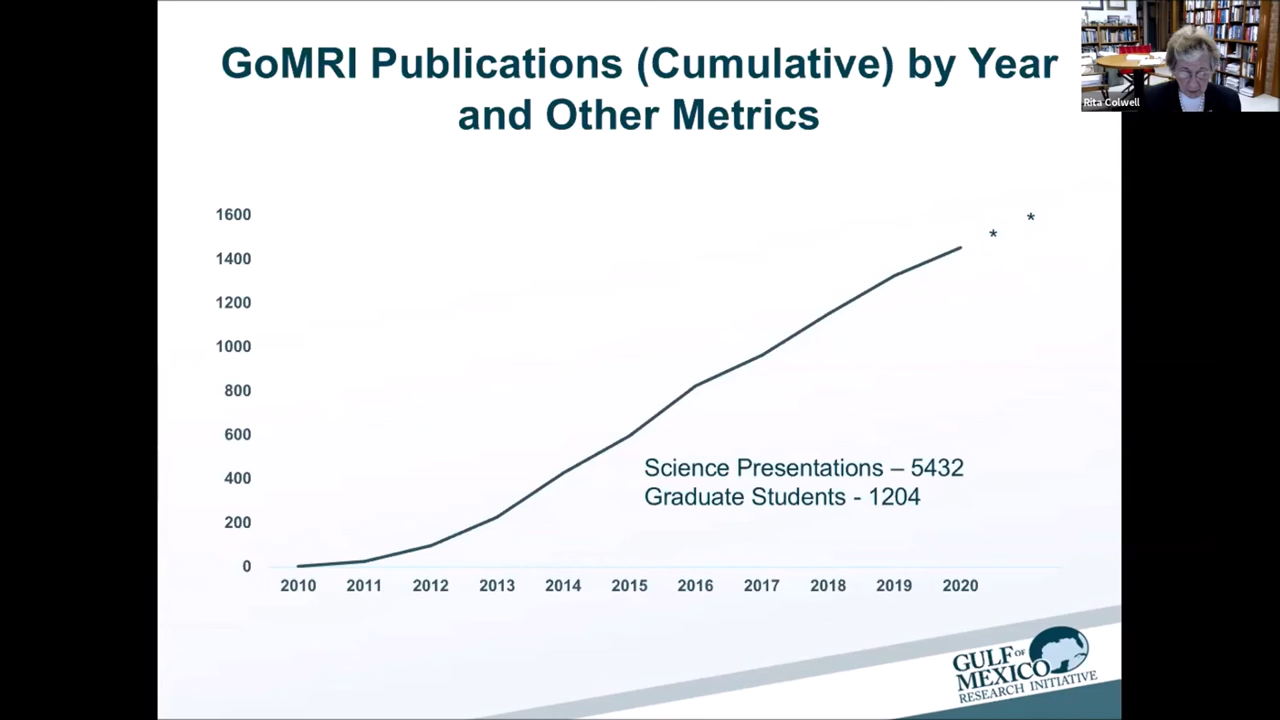 GoMRI Publications (Cumulative) by Year
and Other Metrics
Rita Colwell
1600
1400
1200
1000
800
600
400
200
0
* *
Science Presentations – 5432
Graduate Students - 1204
2010 2011 2012 2013 2014 2015 2016 2017 2018 2019 2020
GULF OF
MEXICO
RESEARCH INITIATIVE